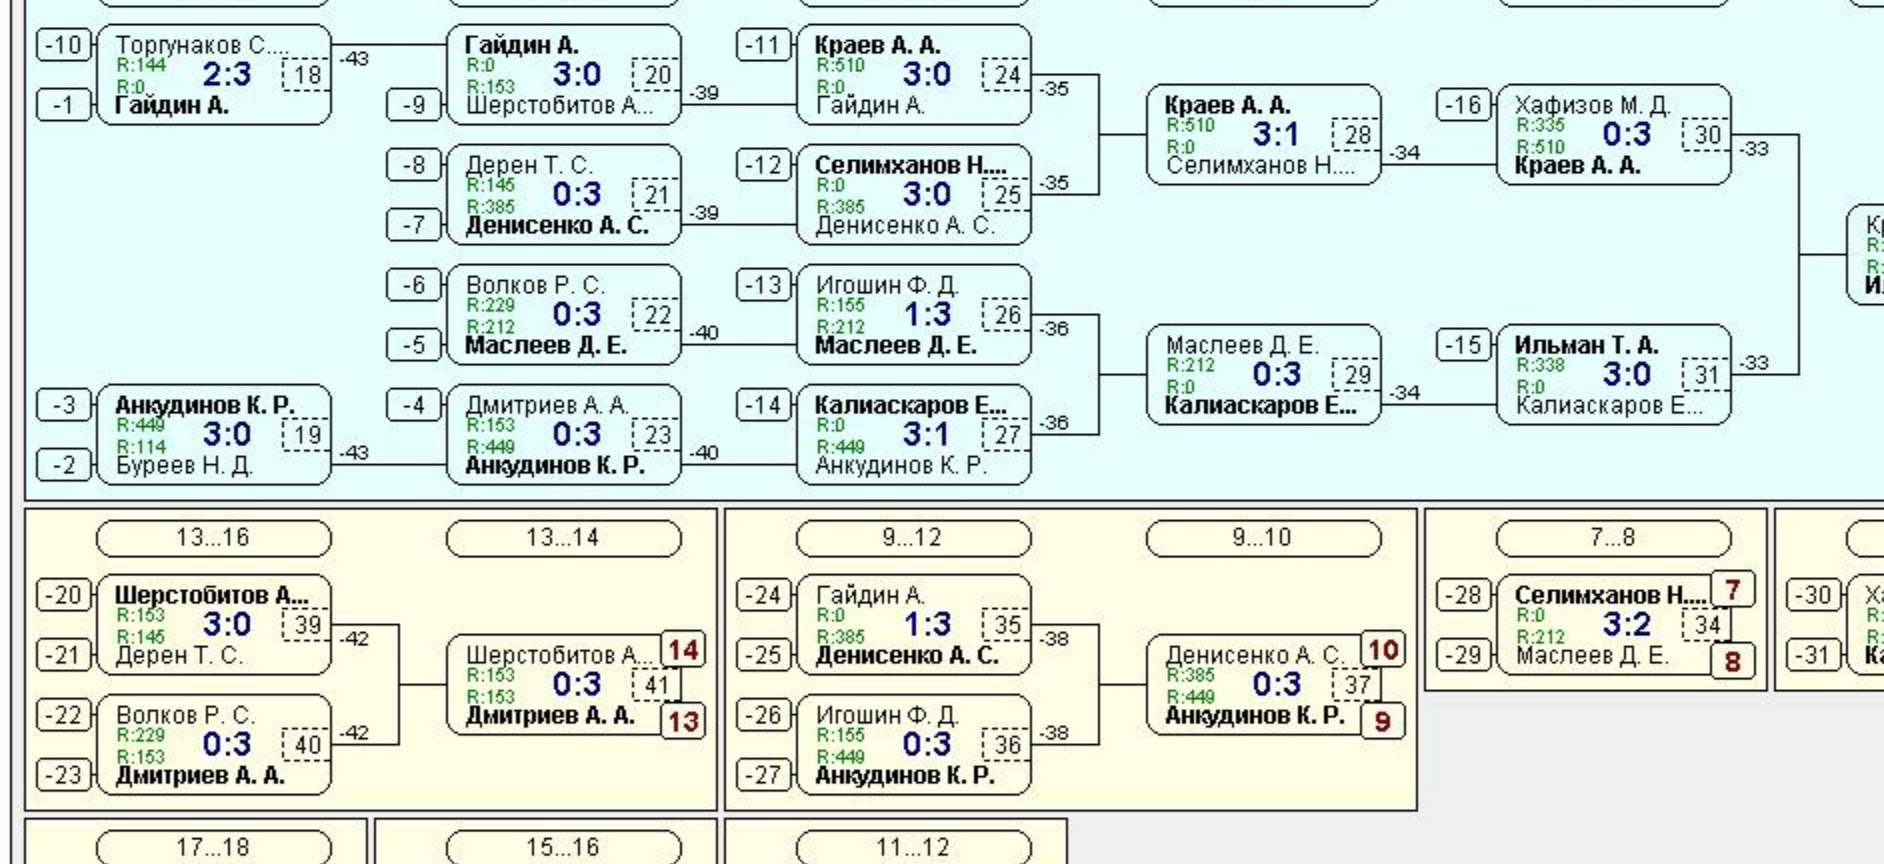 -10 Торгунаков С....
R:144
2:3
18
R:0
-1 Гайдин А.
-43
Гайдин А.
R:0
3:0
20
R:153
-9 Шерстобитов А...
-39
-11 Краев А. А.
R:510
3:0
24
R:0
Гайдин А.
-35
Краев А. А.
R:510
3:1
28
R:0
Селимханов Н....
-34
-16 Хафизов М. Д.
R:335
0:3
30
R:510
Краев А. А.
-33
-8 Дерен Т. С.
R:145
0:3
21
R:385
-7 Денисенко А. С.
-39
-12 Селимханов Н....
R:0
3:0
25
R:385
Денисенко А. С.
-35
-6 Волков Р. С.
R:229
0:3
22
R:212
-5 Маслеев Д. Е.
-40
-13 Игошин Ф. Д.
R:155
1:3
26
R:212
Маслеев Д. Е.
-36
Маслеев Д. Е.
R:212
0:3
29
R:0
Калиаскаров Е...
-34
-15 Ильман Т. А.
R:338
3:0
31
R:0
Калиаскаров Е...
-33
-3 Анкудинов К. Р.
R:449
3:0
19
R:114
-2 Буреев Н. Д.
-43
-4 Дмитриев А. А.
R:153
0:3
23
R:449
Анкудинов К. Р.
-40
-14 Калиаскаров Е...
R:0
3:1
27
R:449
Анкудинов К. Р.
-36
13...16
13...14
9...12
9...10
7...8
-20 Шерстобитов А...
R:153
3:0
39
R:145
-21 Дерен Т. С.
-42
-22 Волков Р. С.
R:229
0:3
40
R:153
-23 Дмитриев А. А.
-42
Шерстобитов А... 14
R:153
0:3
41
R:153
Дмитриев А. А. 13
-24 Гайдин А.
R:0
1:3
35
R:385
-25 Денисенко А. С.
-38
-26 Игошин Ф. Д.
R:155
0:3
36
R:449
-27 Анкудинов К. Р.
-38
Денисенко А. С. 10
R:385
0:3
37
R:449
Анкудинов К. Р. 9
-28 Селимханов Н.... 7
R:0
3:2
34
R:212
-29 Маслеев Д. Е. 8
-30
-31
17...18
15...16
11...12